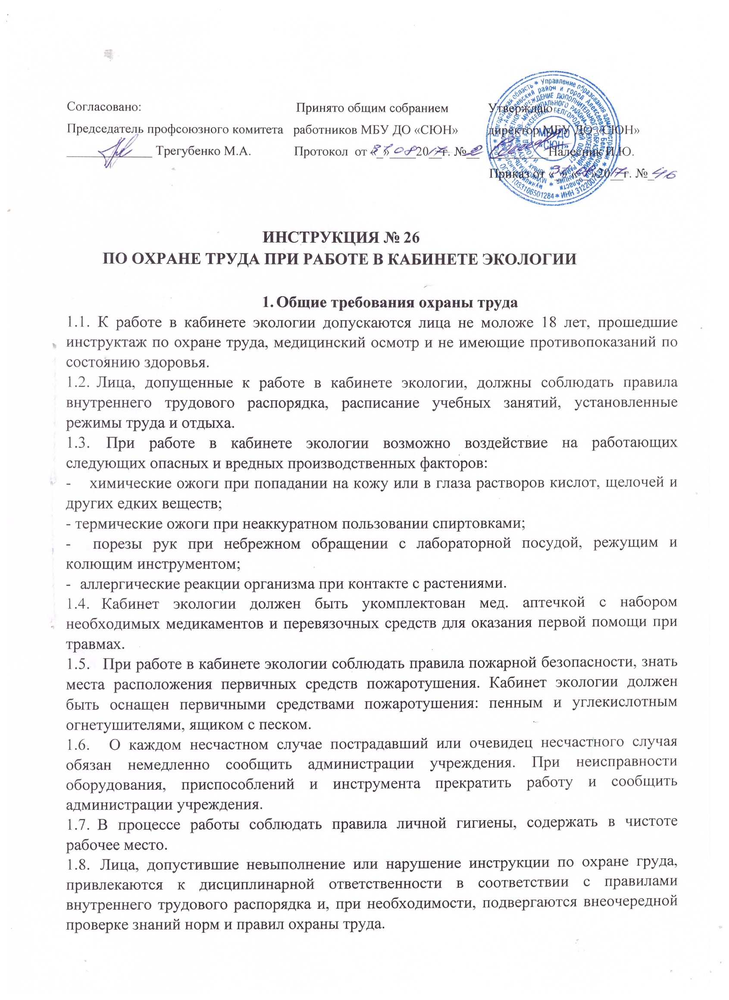 Согласовано:
Председатель профсоюзного комитета
_____________ Трегубенко М.А.
Принято общим собранием
работников МБУ ДО «СЮН»
Протокол от «31» 08 2017 г. № 2
Утверждаю
директор МБУ ДО «СЮН»
_________Налесник И.Ю.
Приказ от «31» «08»2017 г. № 46
МБУ ДО
«СЮН»
1033106501284 * ИНН
ИНСТРУКЦИЯ № 26
ПО ОХРАНЕ ТРУДА ПРИ РАБОТЕ В КАБИНЕТЕ ЭКОЛОГИИ
1. Общие требования охраны труда
1.1. К работе в кабинете экологии допускаются лица не моложе 18 лет, прошедшие
инструктаж по охране труда, медицинский осмотр и не имеющие противопоказаний по
состоянию здоровья.
1.2. Лица, допущенные к работе в кабинете экологии, должны соблюдать правила
внутреннего трудового распорядка, расписание учебных занятий, установленные
режимы труда и отдыха.
1.3. При работе в кабинете экологии возможно воздействие на работающих
следующих опасных и вредных производственных факторов:
- химические ожоги при попадании на кожу или в глаза растворов кислот, щелочей и
других едких веществ;
- термические ожоги при неаккуратном пользовании спиртовками;
- порезы рук при небрежном обращении с лабораторной посудой, режущим и
колющим инструментом;
- аллергические реакции организма при контакте с растениями.
1.4. Кабинет экологии должен быть укомплектован мед. аптечкой с набором
необходимых медикаментов и перевязочных средств для оказания первой помощи при
травмах.
1.5. При работе в кабинете экологии соблюдать правила пожарной безопасности, знать
места расположения первичных средств пожаротушения. Кабинет экологии должен
быть оснащен первичными средствами пожаротушения: пенным и углекислотным
огнетушителями, ящиком с песком.
1.6. О каждом несчастном случае пострадавший или очевидец несчастного случая
обязан немедленно сообщить администрации учреждения. При неисправности
оборудования, приспособлений и инструмента прекратить работу и сообщить
администрации учреждения.
1.7. В процессе работы соблюдать правила личной гигиены, содержать в чистоте
рабочее место.
1.8. Лица, допустившие невыполнение или нарушение инструкции по охране груда,
привлекаются к дисциплинарной ответственности в соответствии с правилами
внутреннего трудового распорядка и, при необходимости, подвергаются внеочередной
проверке знаний норм и правил охраны труда.